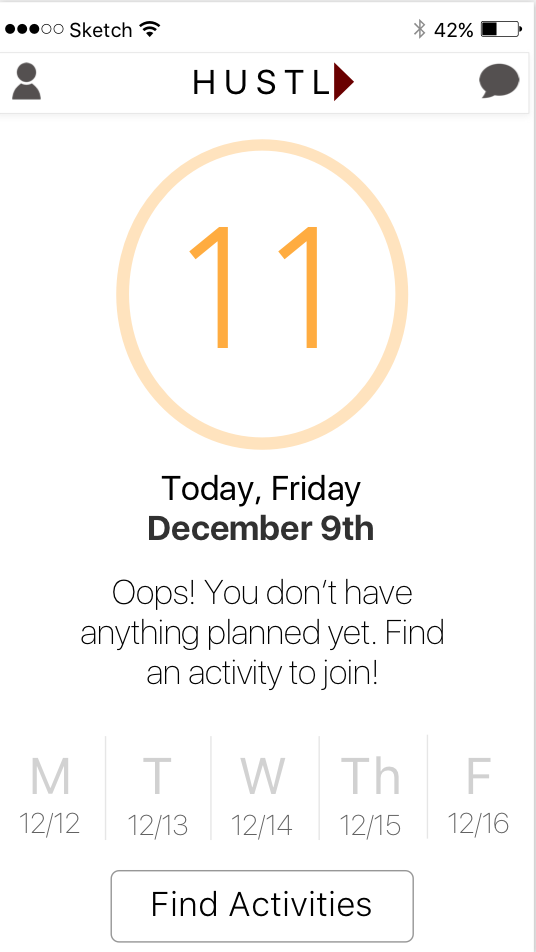 Sketch 42%
HUSTL
11
Today, Friday
December 9th
Oops! You don’t have
anything planned yet. Find
an activity to join!
M T W Th F
12/12 12/13 12/14 12/15 12/16
Find Activities